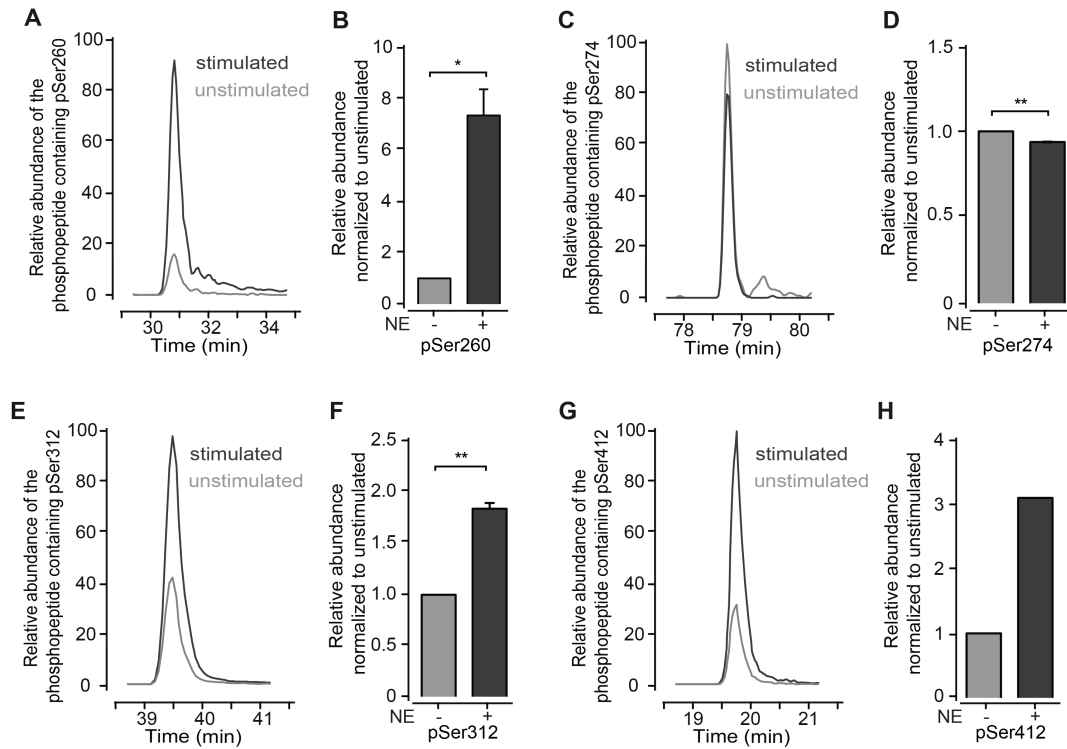 A
Relative abundance of the
phosphopeptide containing pSer260
100
80
60
40
20
0
stimulated
unstimulated
30 32 34
Time (min)
B
Relative abundance
normalized to unstimulated
10
8
6
4
2
0
*
NE - +
pSer260
C
Relative abundance of the
phosphopeptide containing pSer274
100
80
60
40
20
0
stimulated
unstimulated
78 79 80
Time (min)
D
Relative abundance
normalized to unstimulated
1.5
1.0
0.5
0
**
NE - +
pSer274
E
Relative abundance of the
phosphopeptide containing pSer312
100
80
60
40
20
0
stimulated
unstimulated
39 40 41
Time (min)
F
Relative abundance
normalized to unstimulated
2.5
2.0
1.5
1.0
0.5
0
**
NE - +
pSer312
G
Relative abundance of the
phosphopeptide containing pSer412
100
80
60
40
20
0
stimulated
unstimulated
19 20 21
Time (min)
H
Relative abundance
normalized to unstimulated
4
3
2
1
0
NE - +
pSer412